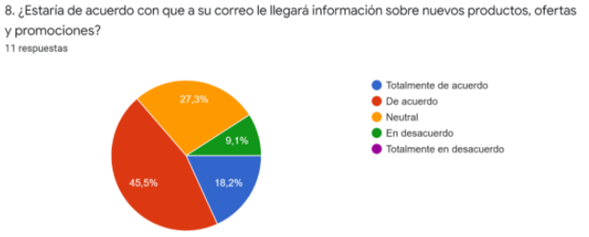 8. ¿Estaría de acuerdo con que a su correo le llegará información sobre nuevos productos, ofertas
y promociones?
11 respuestas
Totalmente de acuerdo
De acuerdo
Neutral
En desacuerdo
Totalmente en desacuerdo
27,3%
9,1%
45,5%
18,2%